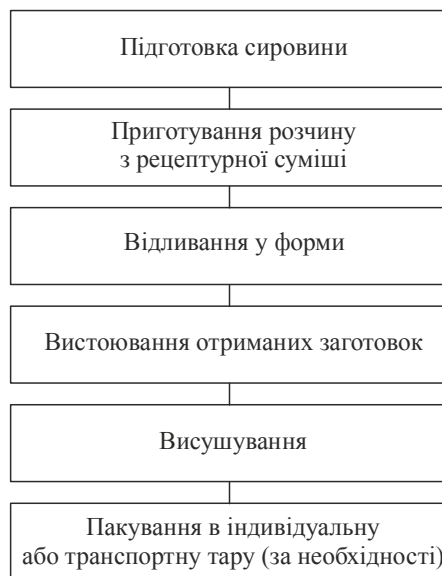 Підготовка сировини
Приготування розчину
з рецептурної суміші
Відливання у форми
Вистоювання отриманих заготовок
Висушування
Пакування в індивідуальну
або транспортну тару (за необхідності)